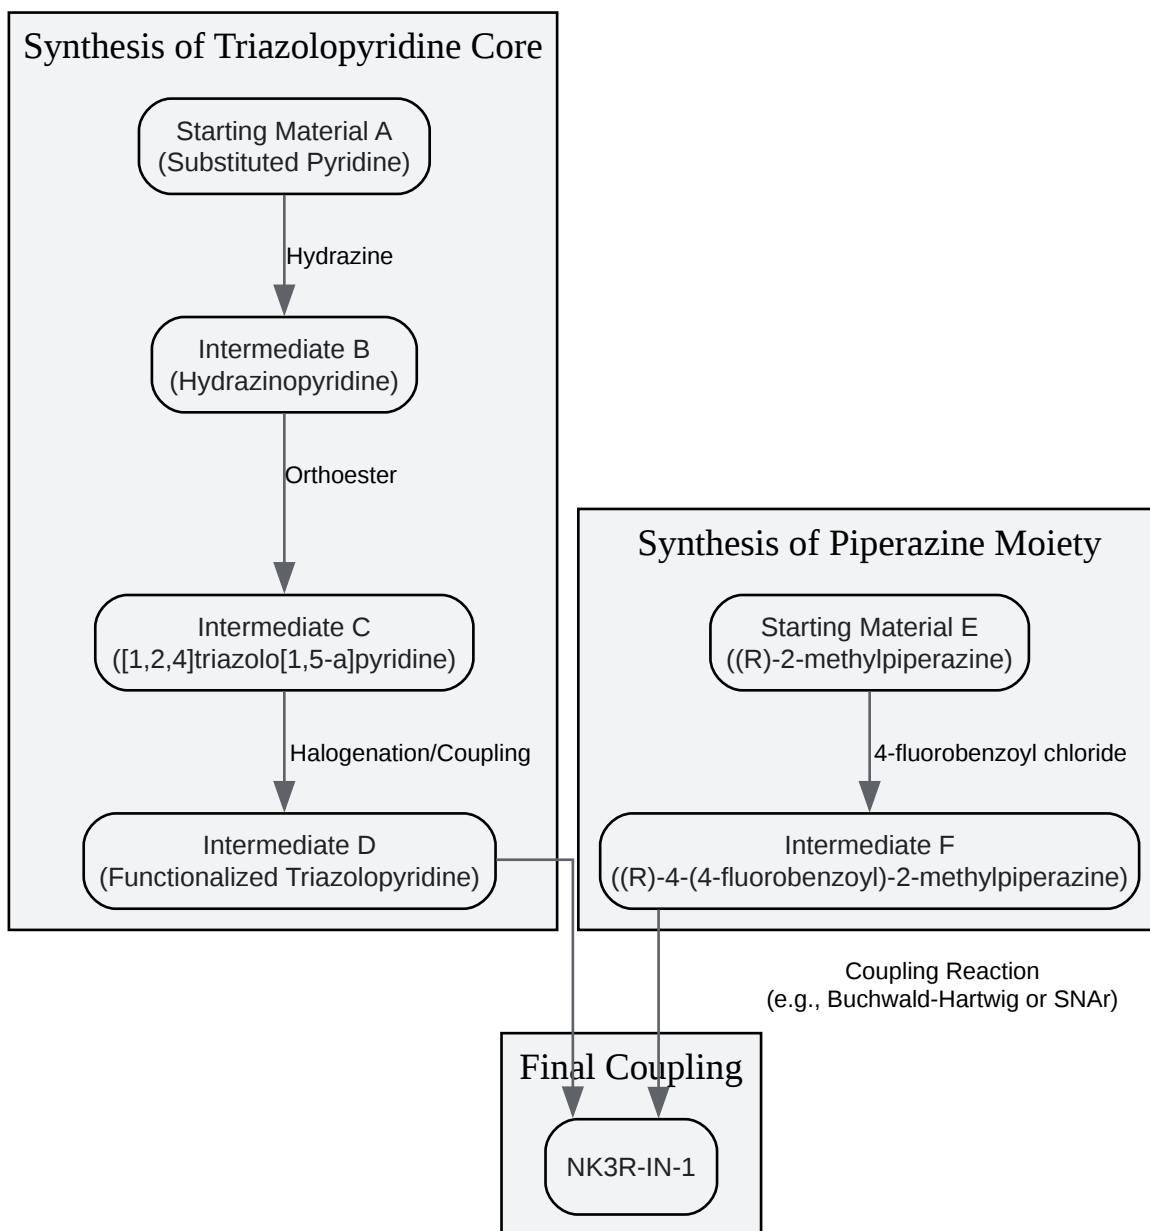 Synthesis of Triazolopyridine Core
Starting Material A
(Substituted Pyridine)
Hydrazine
Intermediate B
(Hydrazinopyridine)
Orthoester
Intermediate C
([1,2,4]triazolo[1,5-a]pyridine)
Halogenation/Coupling
Intermediate D
(Functionalized Triazolopyridine)
Synthesis of Piperazine Moiety
Starting Material E
((R)-2-methylpiperazine)
4-fluorobenzoyl chloride
Intermediate F
((R)-4-(4-fluorobenzoyl)-2-methylpiperazine)
Coupling Reaction
(e.g., Buchwald-Hartwig or SNAr)
Final Coupling
NK3R-IN-1